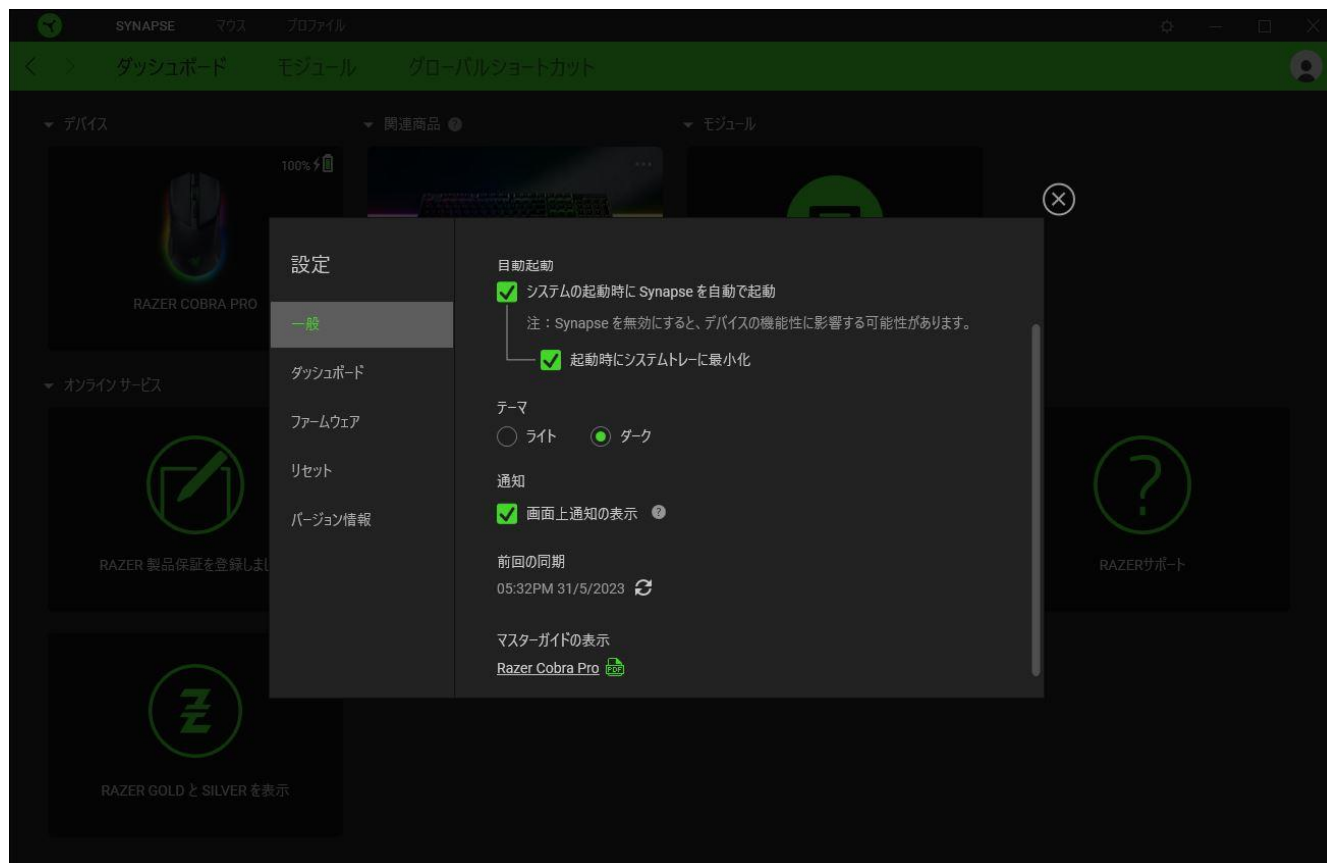 SYNAPSE マウス プロファイル
ダッシュボード モジュール グローバルショートカット
デバイス
関連商品
モジュール
100%
RAZER COBRA PRO
設定
一般
ダッシュボード
ファームウェア
リセット
バージョン情報
自動起動
システムの起動時に Synapse を自動で起動
注：Synapse を無効にすると、デバイスの機能性に影響する可能性があります。
起動時にシステムトレーに最小化
テーマ
ライト ダーク
通知
画面上通知の表示
前回の同期
05:32PM 31/5/2023
マスターガイドの表示
Razer Cobra Pro PDF
オンライン サービス
RAZER 製品保証を登録しまし
RAZERサポート
RAZER GOLD と SILVER を表示